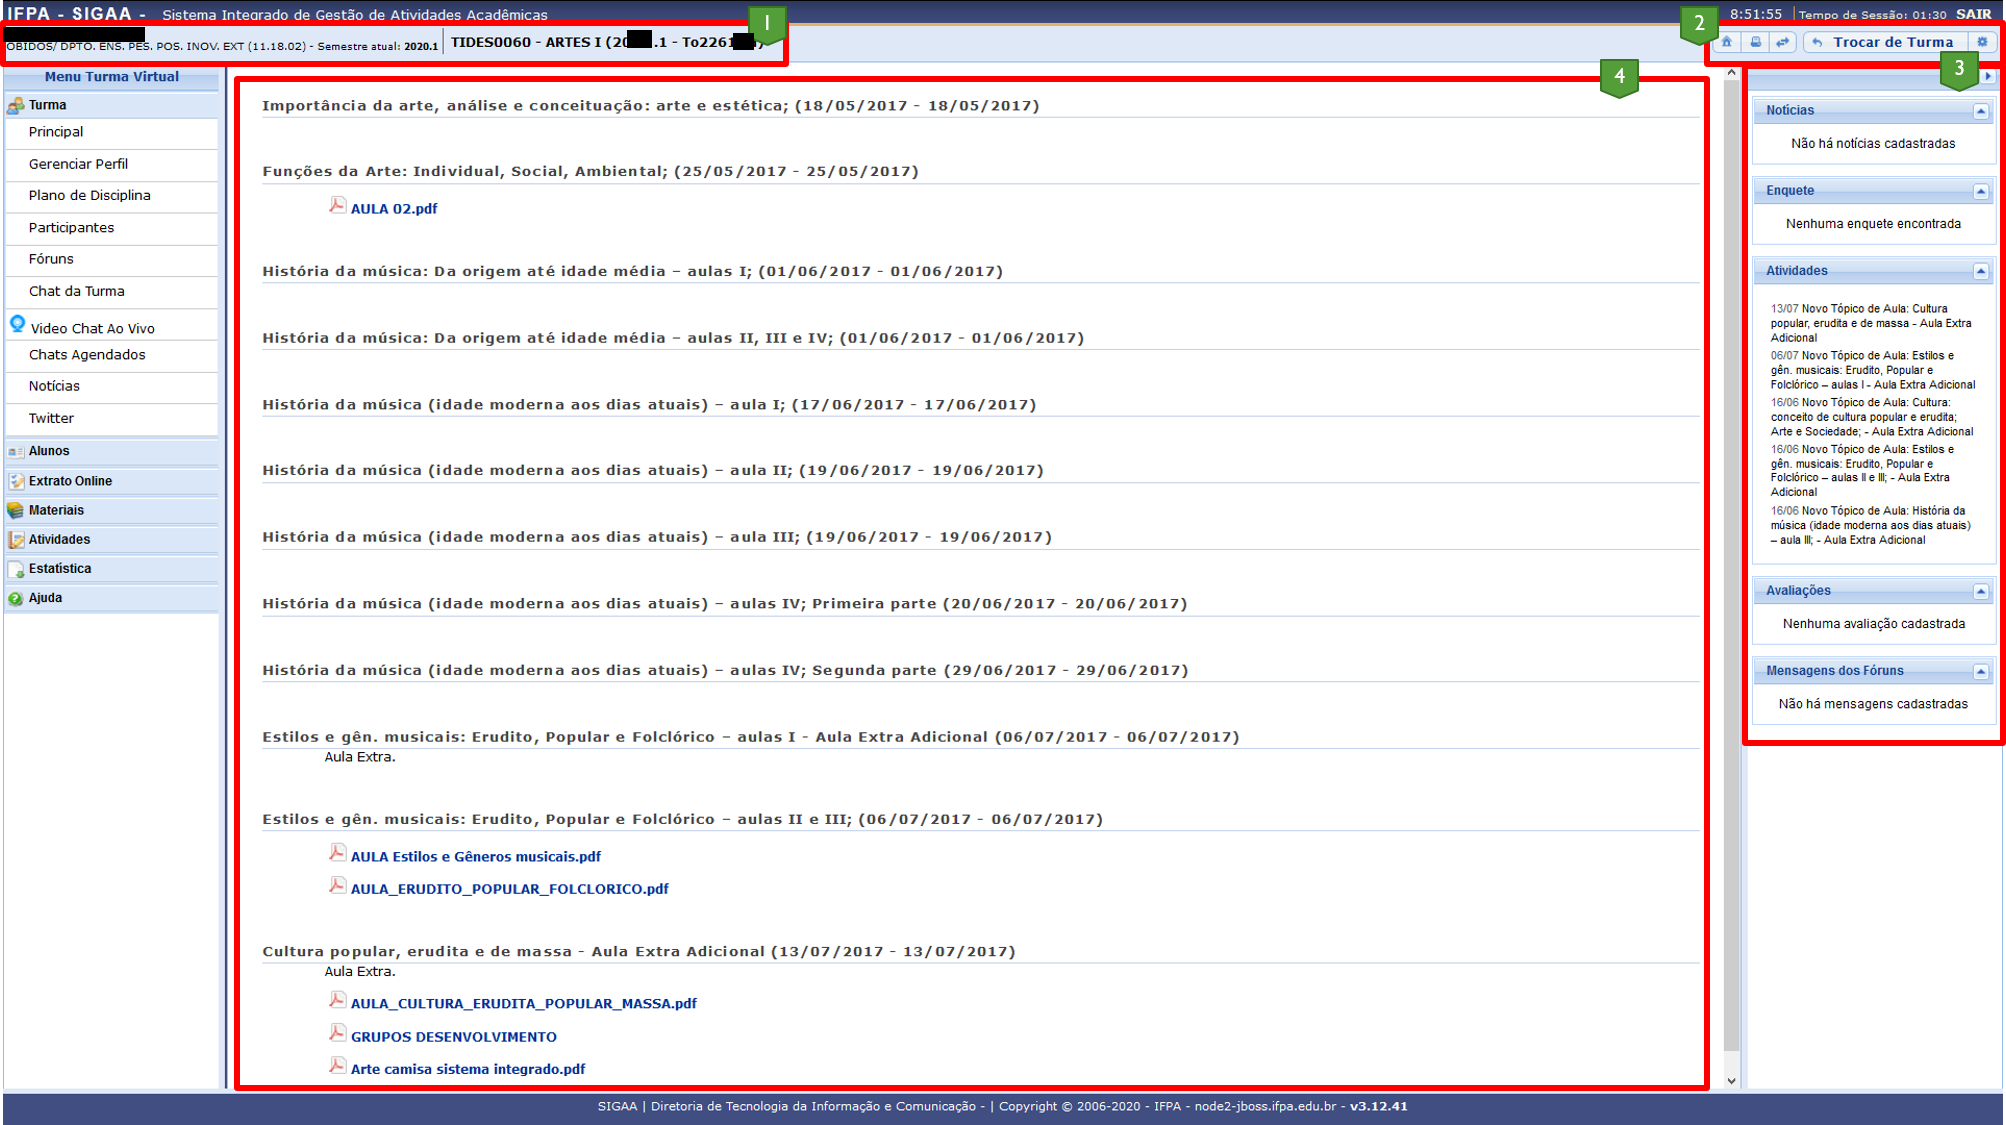 IFPA - SIGAA - Sistema Integrado de Gestão de Atividades Acadêmicas
8:51:55 Tempo de Sessão: 01:30 SAIR
OBIDOS/ DPTO. ENS. PES. POS. INOV. EXT (11.18.02) - Semestre atual: 2020.1
TIDES0060 - ARTES I (20 .1 - To2261
1
2
Trocar de Turma
3
4
Menu Turma Virtual
Turma
Principal
Gerenciar Perfil
Plano de Disciplina
Participantes
Fóruns
Chat da Turma
Video Chat Ao Vivo
Chats Agendados
Notícias
Twitter
Alunos
Extrato Online
Materiais
Atividades
Estatística
Ajuda
Importância da arte, análise e conceituação: arte e estética; (18/05/2017 - 18/05/2017)
Funções da Arte: Individual, Social, Ambiental; (25/05/2017 - 25/05/2017)
AULA 02.pdf
História da música: Da origem até idade média – aulas I; (01/06/2017 - 01/06/2017)
História da música: Da origem até idade média – aulas II, III e IV; (01/06/2017 - 01/06/2017)
História da música (idade moderna aos dias atuais) – aula I; (17/06/2017 - 17/06/2017)
História da música (idade moderna aos dias atuais) – aula II; (19/06/2017 - 19/06/2017)
História da música (idade moderna aos dias atuais) – aula III; (19/06/2017 - 19/06/2017)
História da música (idade moderna aos dias atuais) – aulas IV; Primeira parte (20/06/2017 - 20/06/2017)
História da música (idade moderna aos dias atuais) – aulas IV; Segunda parte (29/06/2017 - 29/06/2017)
Estilos e gên. musicais: Erudito, Popular e Folclórico – aulas I - Aula Extra Adicional (06/07/2017 - 06/07/2017)
Aula Extra.
Estilos e gên. musicais: Erudito, Popular e Folclórico – aulas II e III; (06/07/2017 - 06/07/2017)
AULA Estilos e Gêneros musicais.pdf
AULA_ERUDITO_POPULAR_FOLCLORICO.pdf
Cultura popular, erudita e de massa - Aula Extra Adicional (13/07/2017 - 13/07/2017)
Aula Extra.
AULA_CULTURA_ERUDITA_POPULAR_MASSA.pdf
GRUPOS DESENVOLVIMENTO
Arte camisa sistema integrado.pdf
Notícias
Não há notícias cadastradas
Enquete
Nenhuma enquete encontrada
Atividades
13/07 Novo Tópico de Aula: Cultura
popular, erudita e de massa - Aula Extra
Adicional
06/07 Novo Tópico de Aula: Estilos e
gên. musicais: Erudito, Popular e
Folclórico – aulas I - Aula Extra Adicional
16/06 Novo Tópico de Aula: Cultura:
conceito de cultura popular e erudita;
Arte e Sociedade; - Aula Extra Adicional
16/06 Novo Tópico de Aula: Estilos e
gên. musicais: Erudito, Popular e
Folclórico – aulas II e III; - Aula Extra
Adicional
16/06 Novo Tópico de Aula: História da
música (idade moderna aos dias atuais)
– aula III; - Aula Extra Adicional
Avaliações
Nenhuma avaliação cadastrada
Mensagens dos Fóruns
Não há mensagens cadastradas
SIGAA | Diretoria de Tecnologia da Informação e Comunicação - | Copyright © 2006-2020 - IFPA - node2-jboss.ifpa.edu.br - v3.12.41